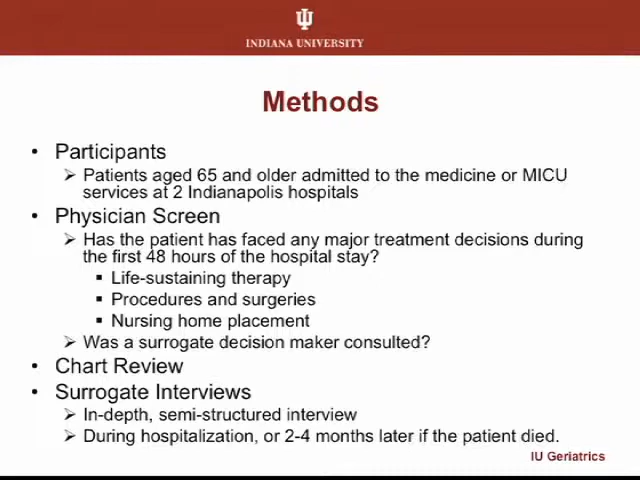 INDIANA UNIVERSITY
Methods
• Participants
➢ Patients aged 65 and older admitted to the medicine or MICU
services at 2 Indianapolis hospitals
• Physician Screen
➢ Has the patient has faced any major treatment decisions during
the first 48 hours of the hospital stay?
▪ Life-sustaining therapy
▪ Procedures and surgeries
▪ Nursing home placement
➢ Was a surrogate decision maker consulted?
• Chart Review
• Surrogate Interviews
➢ In-depth, semi-structured interview
➢ During hospitalization, or 2-4 months later if the patient died.
IU Geriatrics